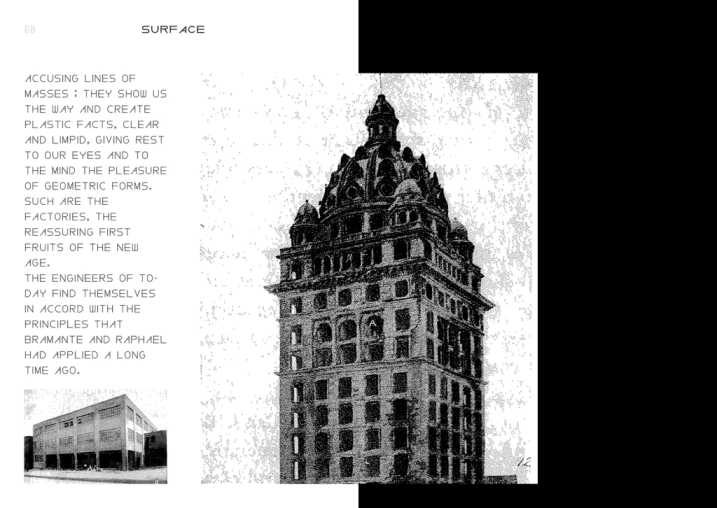 60
SURFACE
ACCUSING LINES OF
MASSES ; THEY SHOW US
THE WAY AND CREATE
PLASTIC FACTS, CLEAR
AND LIMPID, GIVING REST
TO OUR EYES AND TO
THE MIND THE PLEASURE
OF GEOMETRIC FORMS.
SUCH ARE THE
FACTORIES, THE
REASSURING FIRST
FRUITS OF THE NEW
AGE.
THE ENGINEERS OF TO-
DAY FIND THEMSELVES
IN ACCORD WITH THE
PRINCIPLES THAT
BRAMANTE AND RAPHAEL
HAD APPLIED A LONG
TIME AGO.
12